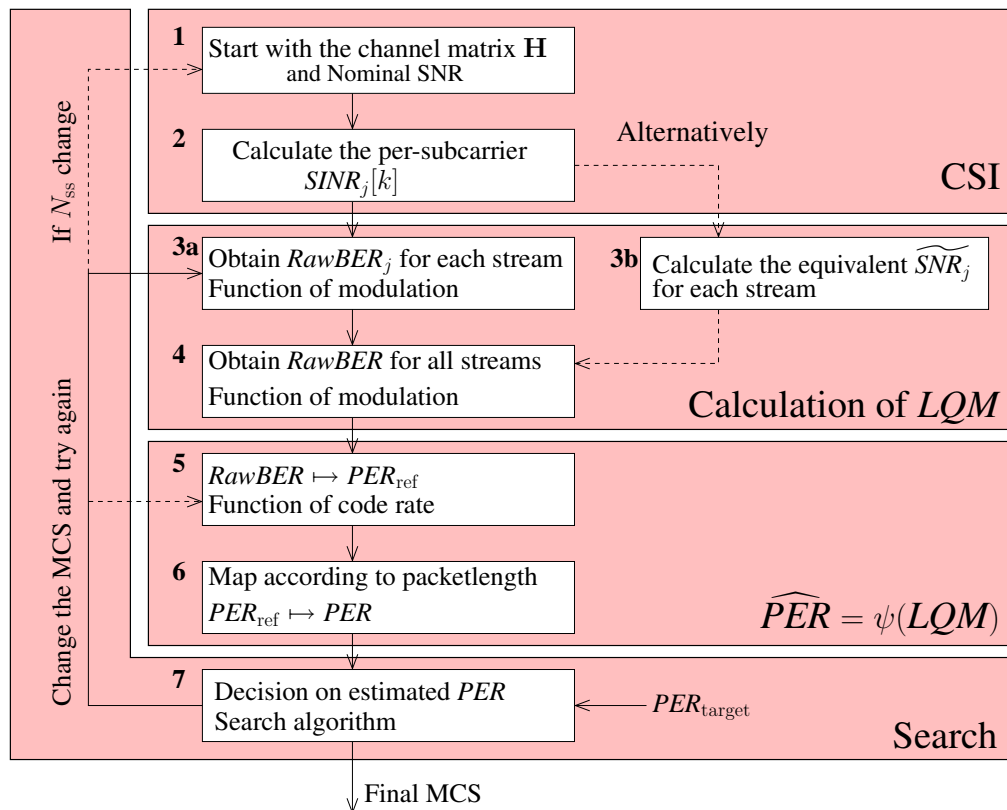 1
Start with the channel matrix H
and Nominal SNR
2
Calculate the per-subcarrier
SINR_j[k]
Alternatively
CSI
3a
Obtain RawBER_j for each stream
Function of modulation
3b
Calculate the equivalent \widetilde{SNR}_j
for each stream
4
Obtain RawBER for all streams
Function of modulation
Calculation of LQM
5
RawBER ↦ PER_ref
Function of code rate
6
Map according to packetlength
PER_ref ↦ PER
\widehat{PER} = ψ(LQM)
7
Decision on estimated PER
Search algorithm
PER_target
Search
Final MCS
If N_ss change
Change the MCS and try again